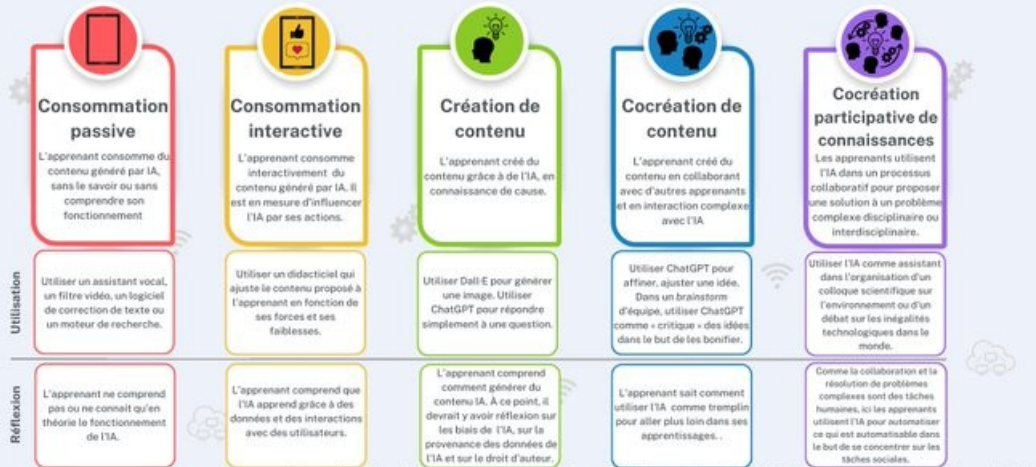 Consommation
passive
L'apprenant consomme du
contenu généré par IA,
sans le savoir ou sans
comprendre son
fonctionnement
Consommation
interactive
L'apprenant consomme
interactivement du
contenu généré par IA. Il
est en mesure d'influencer
l'IA par ses actions.
Création de
contenu
L'apprenant créé du
contenu grâce à de l'IA, en
connaissance de cause.
Cocréation de
contenu
L'apprenant créé du
contenu en collaborant
avec d'autres apprenants
et en interaction complexe
avec l'IA
Cocréation
participative de
connaissances
Les apprenants utilisent
l'IA dans un processus
collaboratif pour proposer
une solution à un problème
complexe disciplinaire ou
interdisciplinaire.
Utilisation
Utiliser un assistant vocal,
un filtre vidéo, un logiciel
de correction de texte ou
un moteur de recherche.
Utiliser un didacticiel qui
ajuste le contenu proposé à
l'apprenant en fonction de
ses forces et ses
faiblesses.
Utiliser Dall-E pour générer
une image. Utiliser
ChatGPT pour répondre
simplement à une question.
Utiliser ChatGPT pour
affiner, ajuster une idée.
Dans un brainstorm
d'équipe, utiliser ChatGPT
comme « critique » des idées
dans le but de les bonifier.
Utiliser l'IA comme assistant
dans l'organisation d'un
colloque scientifique sur
l'environnement ou d'un
débat sur les inégalités
technologiques dans le
monde.
Réflexion
L'apprenant ne comprend
pas ou ne connait qu'en
théorie le fonctionnement
de l'IA.
L'apprenant comprend que
l'IA apprend grâce à des
données et des interactions
avec des utilisateurs.
L'apprenant comprend
comment générer du
contenu IA. À ce point, il
devrait y avoir réflexion sur
les biais de l'IA, sur la
provenance des données de
l'IA et sur le droit d'auteur.
L'apprenant sait comment
utiliser l'IA comme tremplin
pour aller plus loin dans ses
apprentissages. .
Comme la collaboration et la
résolution de problèmes
complexes sont des tâches
humaines, ici les apprenants
utilisent l'IA pour automatiser
ce qui est automatisable dans
le but de se concentrer sur les
tâches sociales.